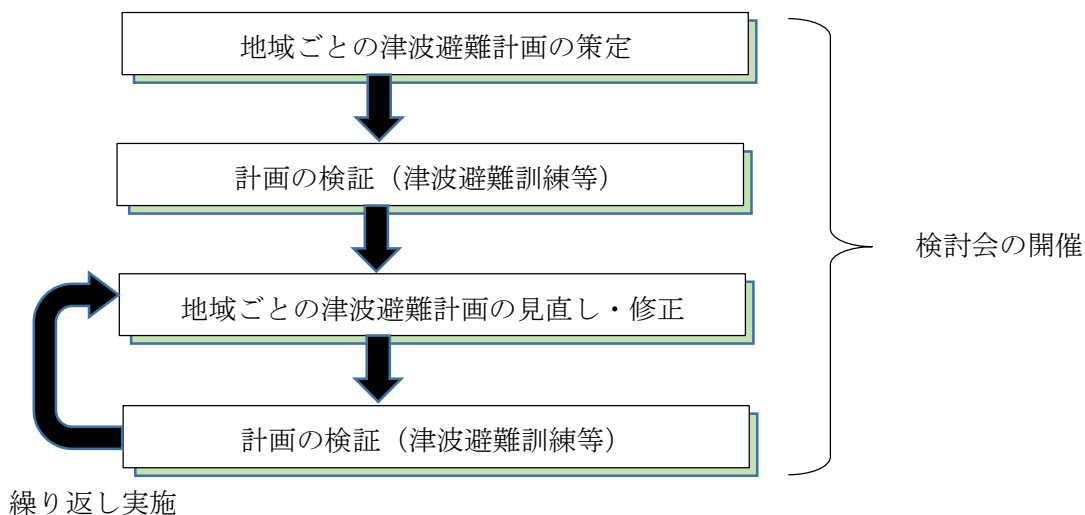 地域ごとの津波避難計画の策定
計画の検証（津波避難訓練等）
地域ごとの津波避難計画の見直し・修正
計画の検証（津波避難訓練等）
繰り返し実施
検討会の開催